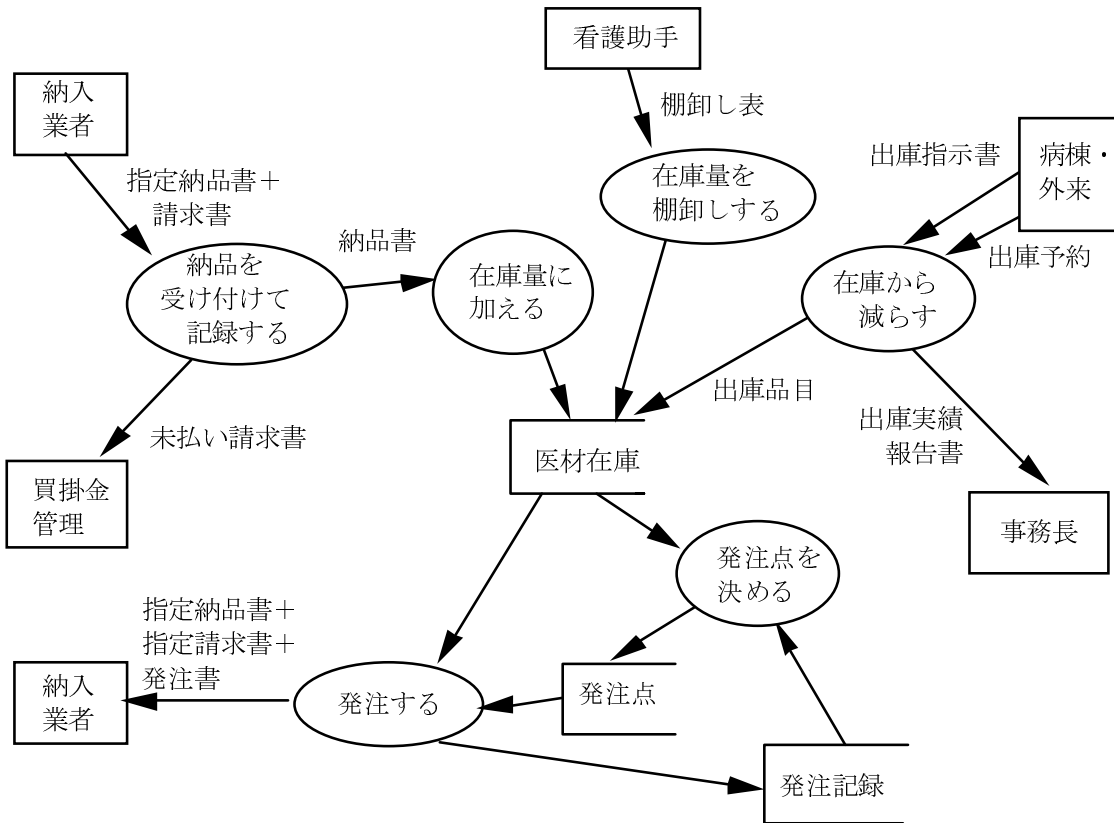 看護助手
納入
業者
棚卸し表
出庫指示書
病棟・
外来
指定納品書＋
請求書
在庫量を
棚卸しする
納品書
出庫予約
納品を
受け付けて
記録する
在庫量に
加える
在庫から
減らす
出庫品目
未払い請求書
出庫実績
報告書
医材在庫
買掛金
管理
事務長
発注点を
決める
指定納品書＋
指定請求書＋
発注書
納入
業者
発注する
発注点
発注記録